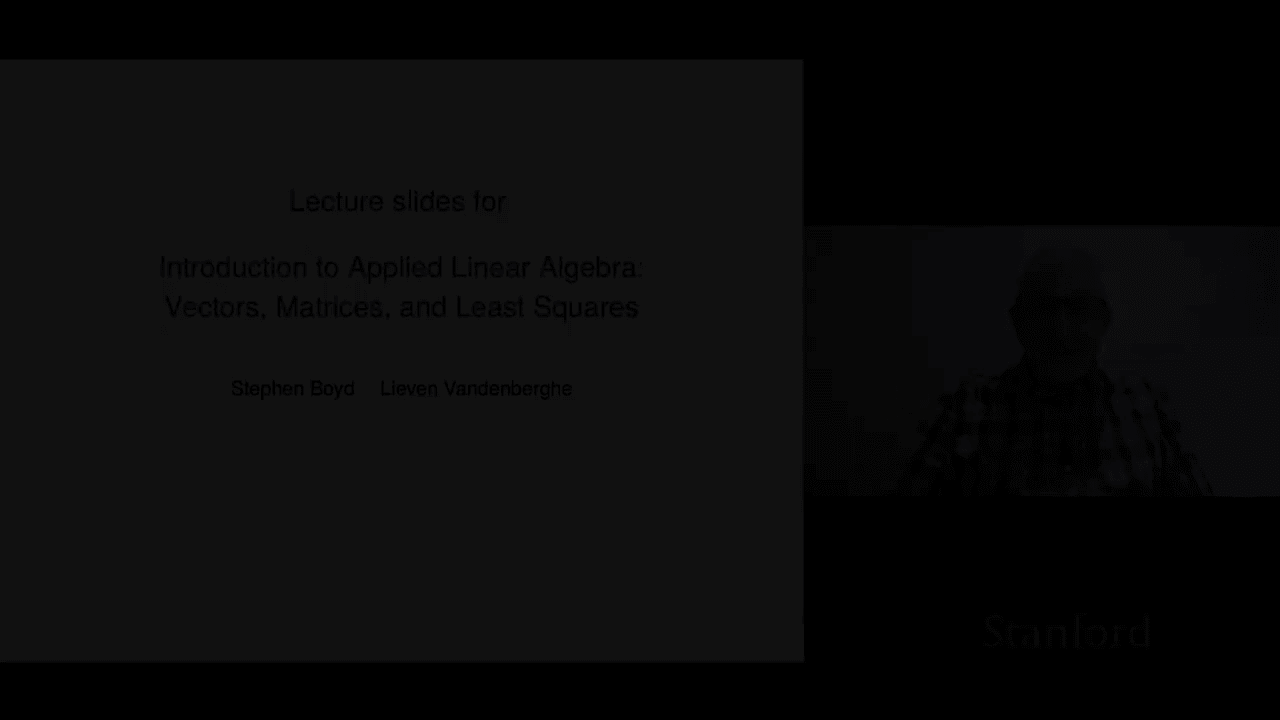 Lecture slides for
Introduction to Applied Linear Algebra:
Vectors, Matrices, and Least Squares
Stephen Boyd Lieven Vandenberghe
Stanford